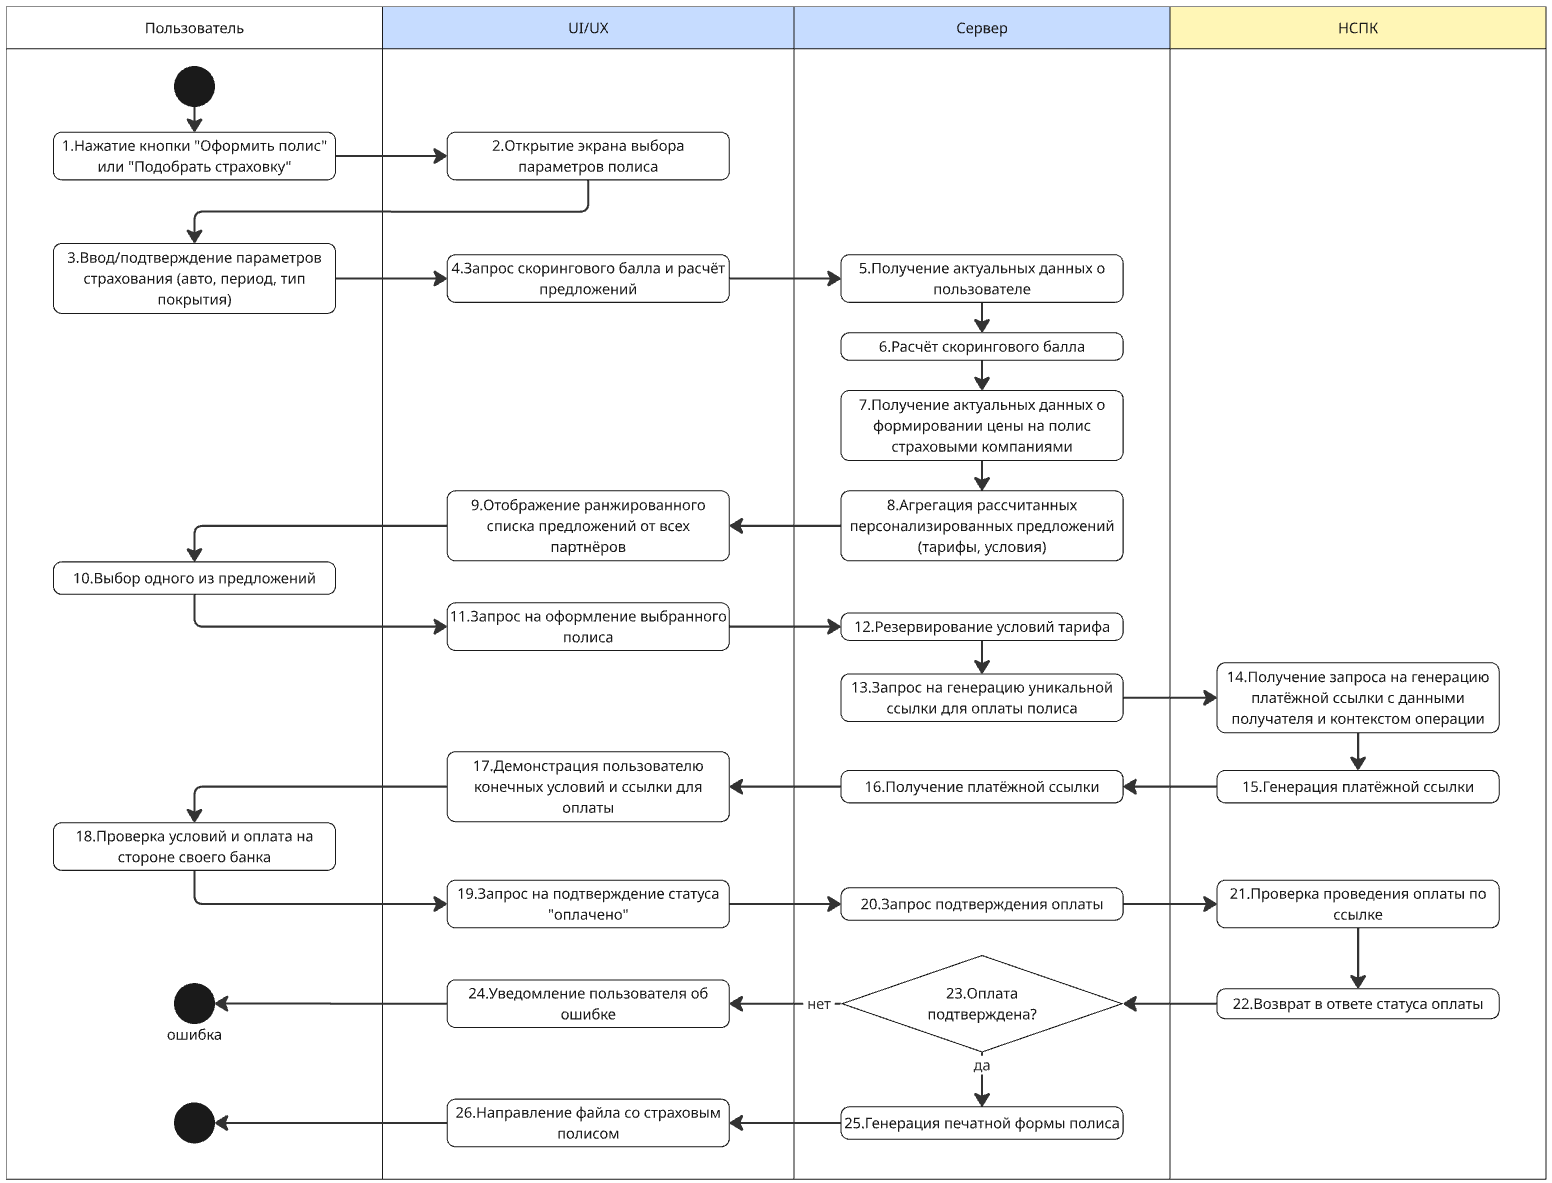 Пользователь
UI/UX
Сервер
НСПК
1.Нажатие кнопки "Оформить полис"
или "Подобрать страховку"
2.Открытие экрана выбора
параметров полиса
3.Ввод/подтверждение параметров
страхования (авто, период, тип
покрытия)
4.Запрос скорингового балла и расчёт
предложений
5.Получение актуальных данных о
пользователе
6.Расчёт скорингового балла
7.Получение актуальных данных о
формировании цены на полис
страховыми компаниями
8.Агрегация рассчитанных
персонализированных предложений
(тарифы, условия)
9.Отображение ранжированного
списка предложений от всех
партнёров
10.Выбор одного из предложений
11.Запрос на оформление выбранного
полиса
12.Резервирование условий тарифа
13.Запрос на генерацию уникальной
ссылки для оплаты полиса
14.Получение запроса на генерацию
платёжной ссылки с данными
получателя и контекстом операции
15.Генерация платёжной ссылки
16.Получение платёжной ссылки
17.Демонстрация пользователю
конечных условий и ссылки для
оплаты
18.Проверка условий и оплата на
стороне своего банка
19.Запрос на подтверждение статуса
"оплачено"
20.Запрос подтверждения оплаты
21.Проверка проведения оплаты по
ссылке
22.Возврат в ответе статуса оплаты
23.Оплата
подтверждена?
нет
24.Уведомление пользователя об
ошибке
ошибка
да
25.Генерация печатной формы полиса
26.Направление файла со страховым
полисом